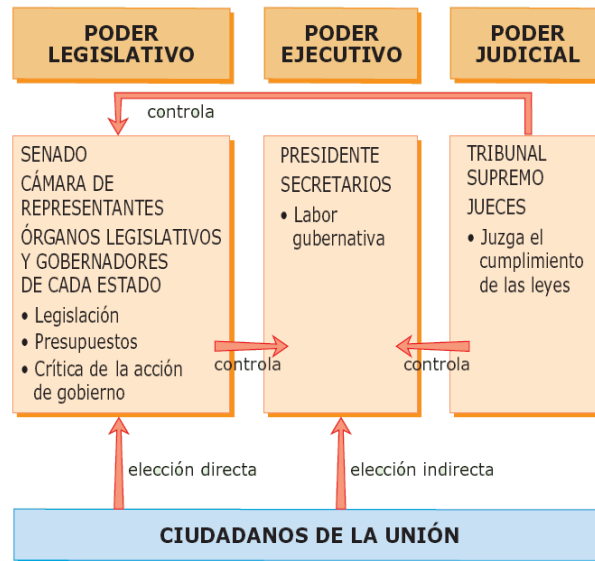 PODER
LEGISLATIVO
PODER
EJECUTIVO
PODER
JUDICIAL
controla
SENADO
CÁMARA DE
REPRESENTANTES
ÓRGANOS LEGISLATIVOS
Y GOBERNADORES
DE CADA ESTADO
• Legislación
• Presupuestos
• Crítica de la acción
de gobierno
controla
PRESIDENTE
SECRETARIOS
• Labor
gubernativa
controla
TRIBUNAL
SUPREMO
JUECES
• Juzga el
cumplimiento
de las leyes
elección directa
elección indirecta
CIUDADANOS DE LA UNIÓN